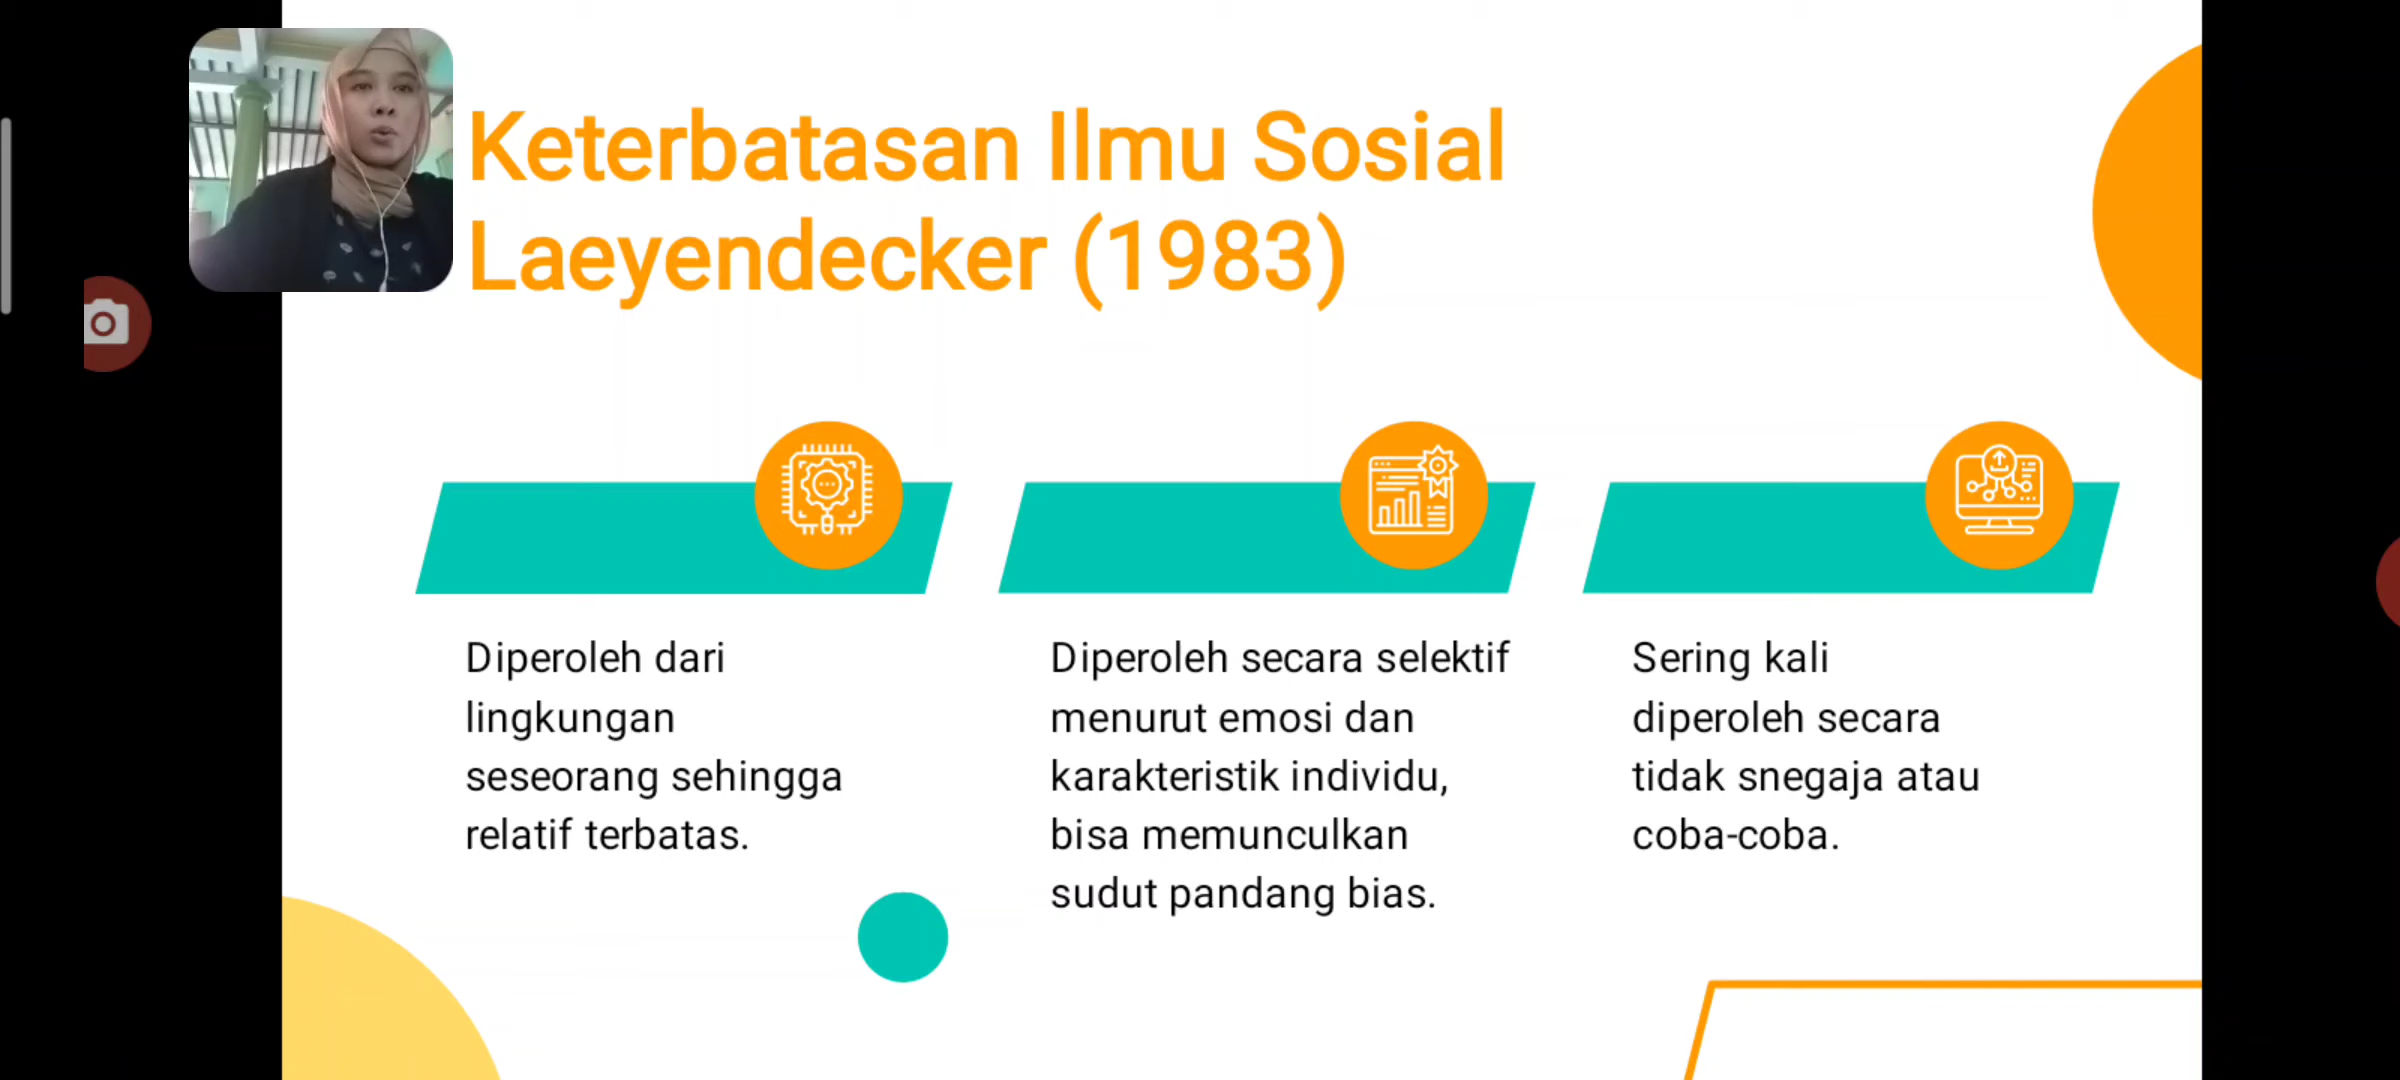 Keterbatasan Ilmu Sosial
Laeyendecker (1983)
Diperoleh dari
lingkungan
seseorang sehingga
relatif terbatas.
Diperoleh secara selektif
menurut emosi dan
karakteristik individu,
bisa memunculkan
sudut pandang bias.
Sering kali
diperoleh secara
tidak snegaja atau
coba-coba.